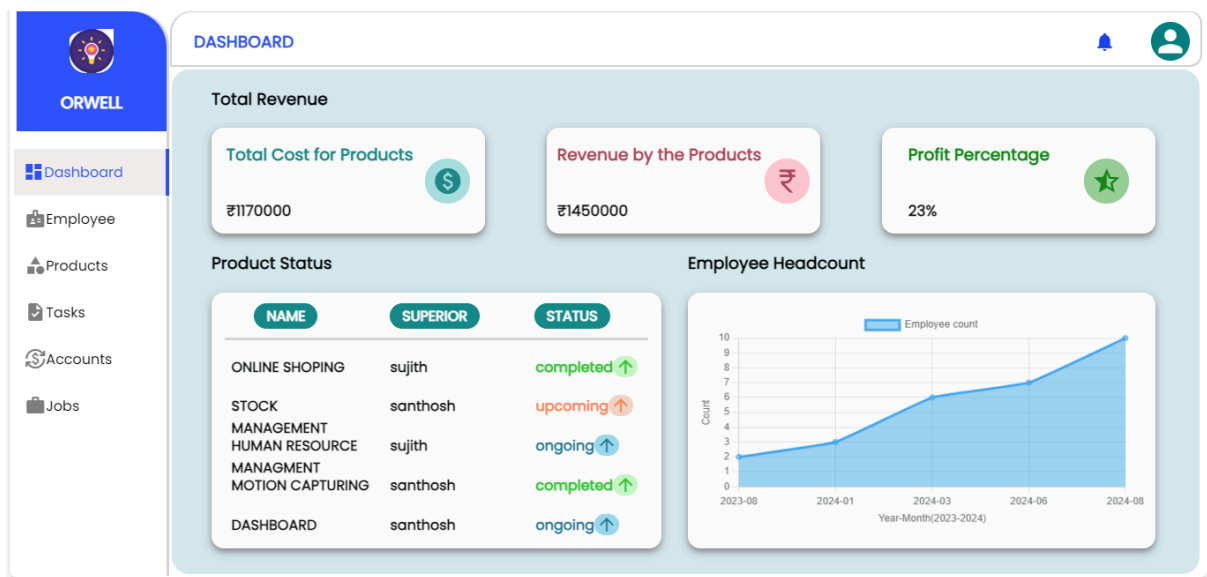 ORWELL
Dashboard
Employee
Products
Tasks
Accounts
Jobs
DASHBOARD
Total Revenue
Total Cost for Products
₹1170000
Revenue by the Products
₹1450000
Profit Percentage
23%
Product Status
NAME SUPERIOR STATUS
ONLINE SHOPING sujith completed
STOCK santhosh upcoming
MANAGEMENT
HUMAN RESOURCE sujith ongoing
MANAGMENT
MOTION CAPTURING santhosh completed
DASHBOARD santhosh ongoing
Employee Headcount
Employee count
Count
10
9
8
7
6
5
4
3
2
1
0
2023-08 2024-01 2024-03 2024-06 2024-08
Year-Month(2023-2024)